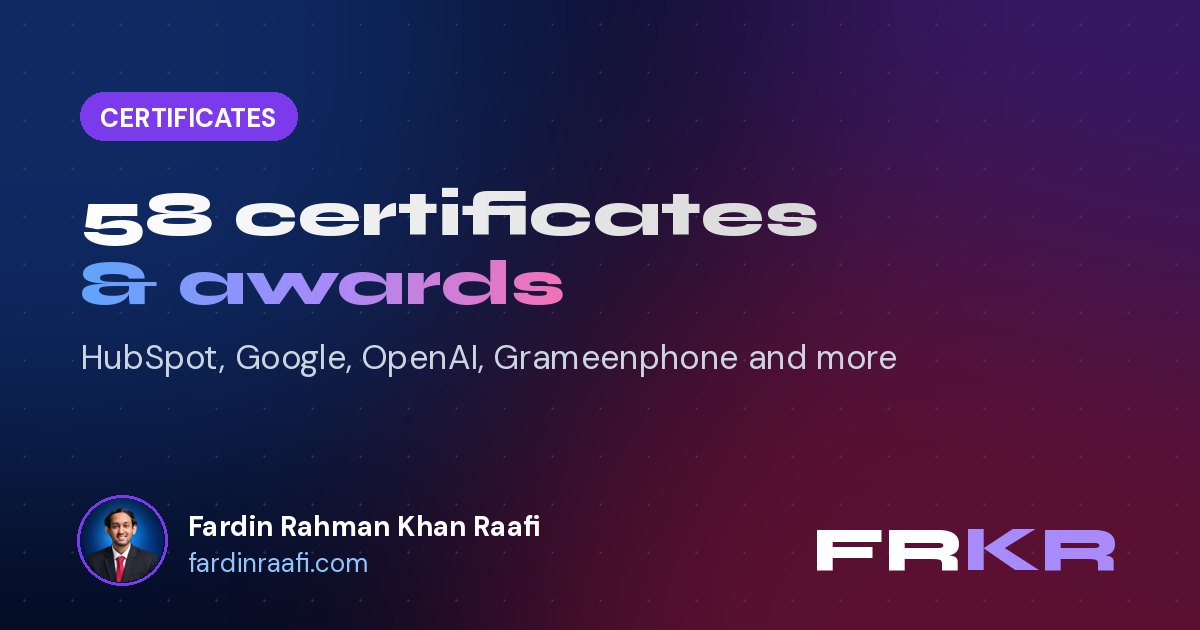 CERTIFICATES
58 certificates
& awards
HubSpot, Google, OpenAI, Grameenphone and more
Fardin Rahman Khan Raafi
fardinraafi.com
FRKR